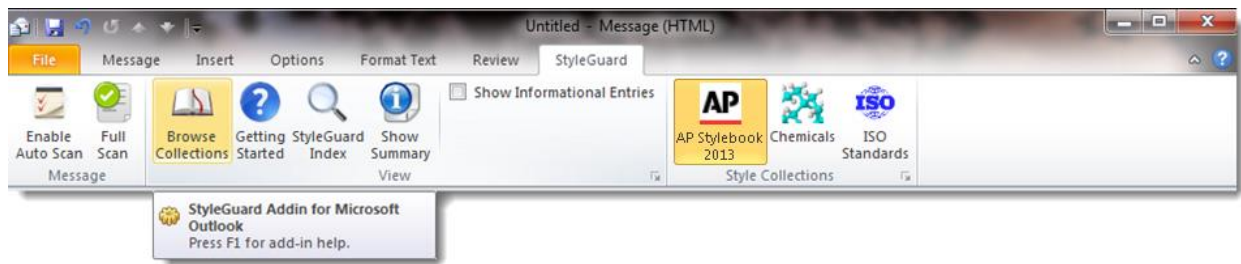 Untitled - Message (HTML)
File Message Insert Options Format Text Review StyleGuard
Show Informational Entries
AP ISO
Enable Auto Scan
Full Scan
Browse Collections
Getting Started
StyleGuard Index
Show Summary
AP Stylebook 2013
Chemicals
ISO Standards
Message View Style Collections
StyleGuard Addin for Microsoft
Outlook
Press F1 for add-in help.